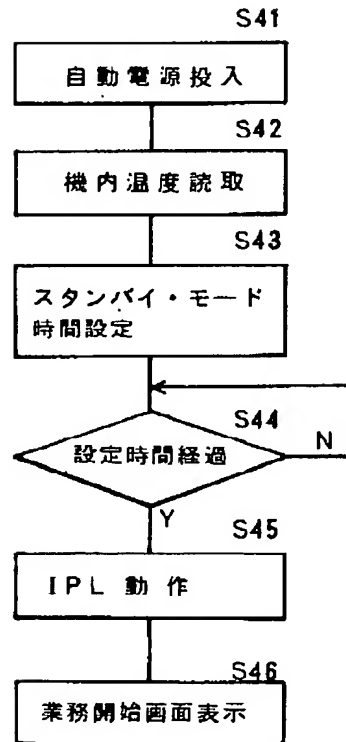 S41
自動電源投入
S42
機内温度読取
S43
スタンバイ・モード
時間設定
S44
設定時間経過
N
Y
S45
IPL 動作
S46
業務開始画面表示